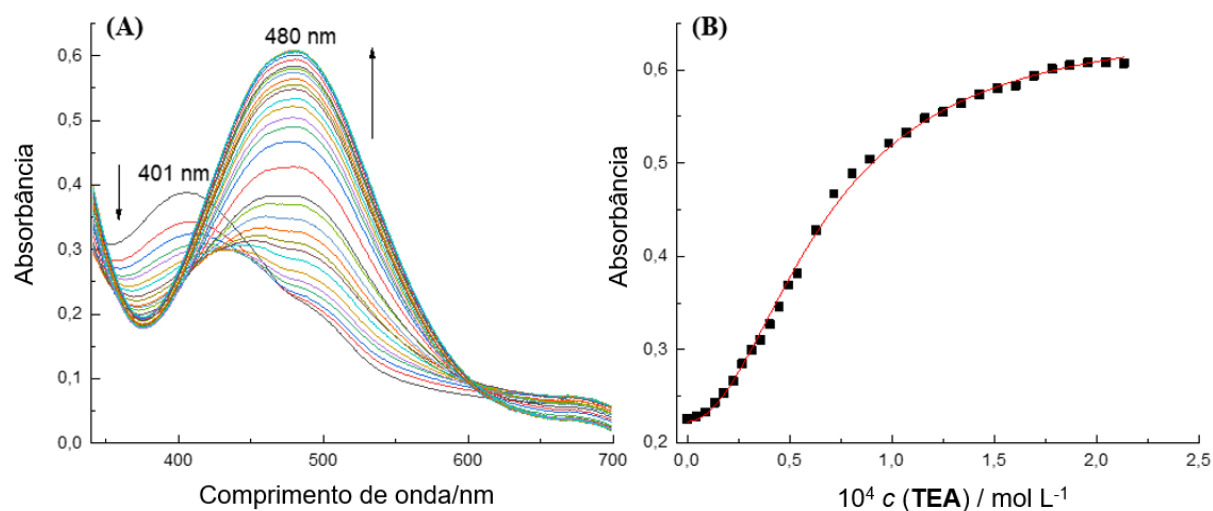 (A)
480 nm
401 nm
Absorbância
0,6
0,5
0,4
0,3
0,2
0,1
0,0
400 500 600 700
Comprimento de onda/nm
(B)
Absorbância
0,6
0,5
0,4
0,3
0,2
0,0 0,5 1,0 1,5 2,0 2,5
10⁴ c (TEA) / mol L⁻¹